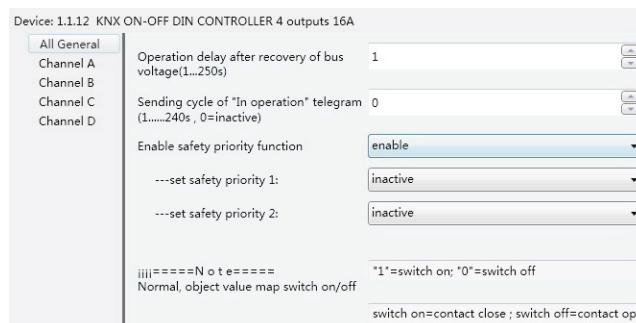 Device: 1.1.12 KNX ON-OFF DIN CONTROLLER 4 outputs 16A
All General
Channel A
Channel B
Channel C
Channel D
Operation delay after recovery of bus
voltage(1...250s)
1
Sending cycle of "In operation" telegram
(1......240s , 0=inactive)
0
Enable safety priority function
enable
---set safety priority 1:
inactive
---set safety priority 2:
inactive
¡¡¡¡=====N o t e=====
Normal, object value map switch on/off
"1"=switch on; "0"=switch off
switch on=contact close ; switch off=contact op